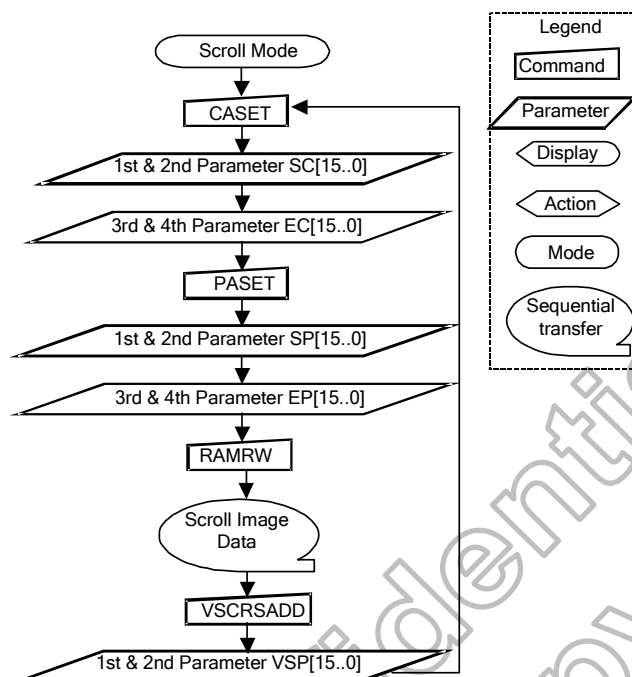 Scroll Mode
CASET
1st & 2nd Parameter SC[15..0]
3rd & 4th Parameter EC[15..0]
PASET
1st & 2nd Parameter SP[15..0]
3rd & 4th Parameter EP[15..0]
RAMRW
Scroll Image
Data
VSCRSADD
1st & 2nd Parameter VSP[15..0]
Legend
Command
Parameter
Display
Action
Mode
Sequential
transfer